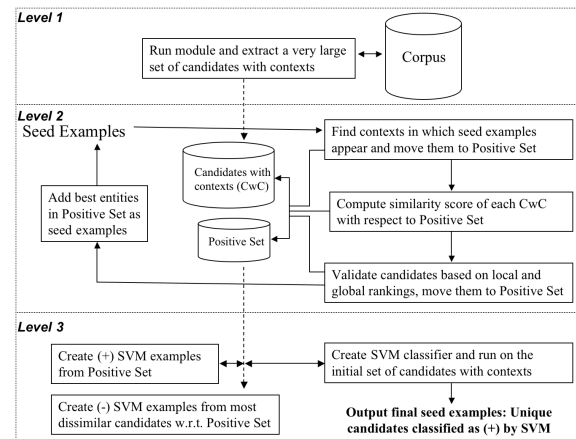 Level 1
Run module and extract a very large
set of candidates with contexts
Corpus
Level 2
Seed Examples
Find contexts in which seed examples
appear and move them to Positive Set
Candidates with
contexts (CwC)
Add best entities
in Positive Set as
seed examples
Compute similarity score of each CwC
with respect to Positive Set
Positive Set
Validate candidates based on local and
global rankings, move them to Positive Set
Level 3
Create (+) SVM examples
from Positive Set
Create SVM classifier and run on the
initial set of candidates with contexts
Create (-) SVM examples from most
dissimilar candidates w.r.t. Positive Set
Output final seed examples: Unique
candidates classified as (+) by SVM